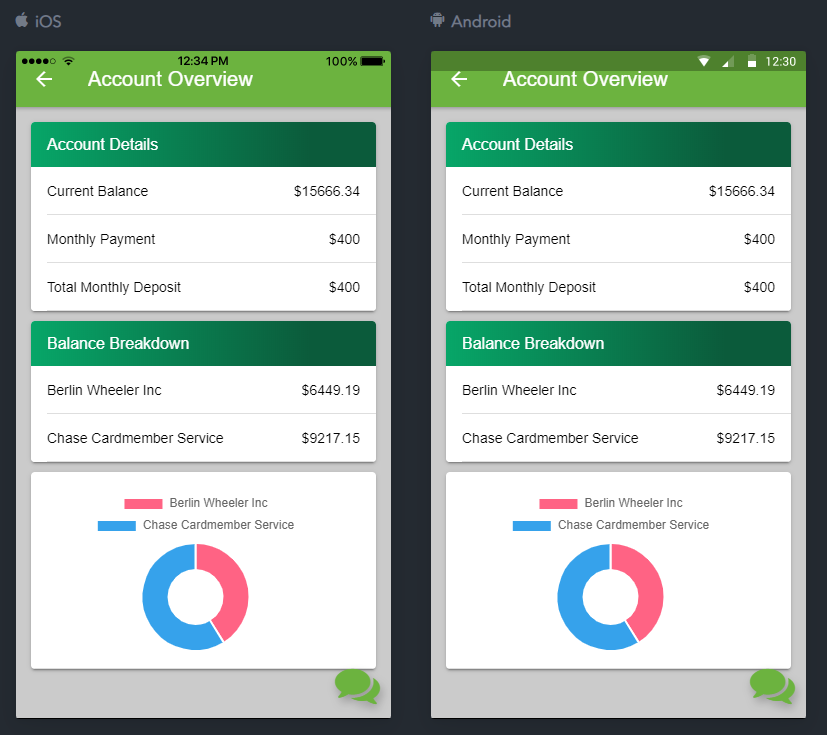 iOS
12:34 PM
100%
Account Overview
Account Details
Current Balance $15666.34
Monthly Payment $400
Total Monthly Deposit $400
Balance Breakdown
Berlin Wheeler Inc $6449.19
Chase Cardmember Service $9217.15
Berlin Wheeler Inc
Chase Cardmember Service
Android
12:30
Account Overview
Account Details
Current Balance $15666.34
Monthly Payment $400
Total Monthly Deposit $400
Balance Breakdown
Berlin Wheeler Inc $6449.19
Chase Cardmember Service $9217.15
Berlin Wheeler Inc
Chase Cardmember Service